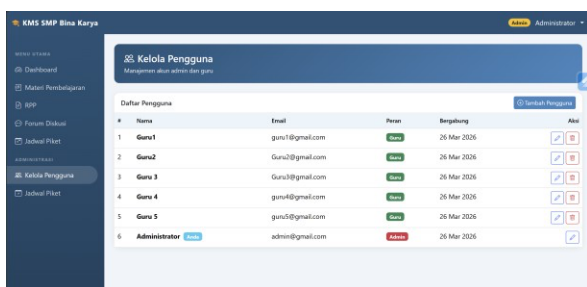 KMS SMP Bina Karya
Admin Administrator
MENU UTAMA
Dashboard
Materi Pembelajaran
RPP
Forum Diskusi
Jadwal Piket
ADMINISTRASI
Kelola Pengguna
Jadwal Piket
Kelola Pengguna
Manajemen akun admin dan guru
Daftar Pengguna
Tambah Pengguna
# Nama Email Peran Bergabung Aksi
1 Guru1 guru1@gmail.com Guru 26 Mar 2026
2 Guru2 Guru2@gmail.com Guru 26 Mar 2026
3 Guru 3 Guru3@gmail.com Guru 26 Mar 2026
4 Guru 4 guru4@gmail.com Guru 26 Mar 2026
5 Guru 5 guru5@gmail.com Guru 26 Mar 2026
6 Administrator Anda admin@gmail.com Admin 26 Mar 2026